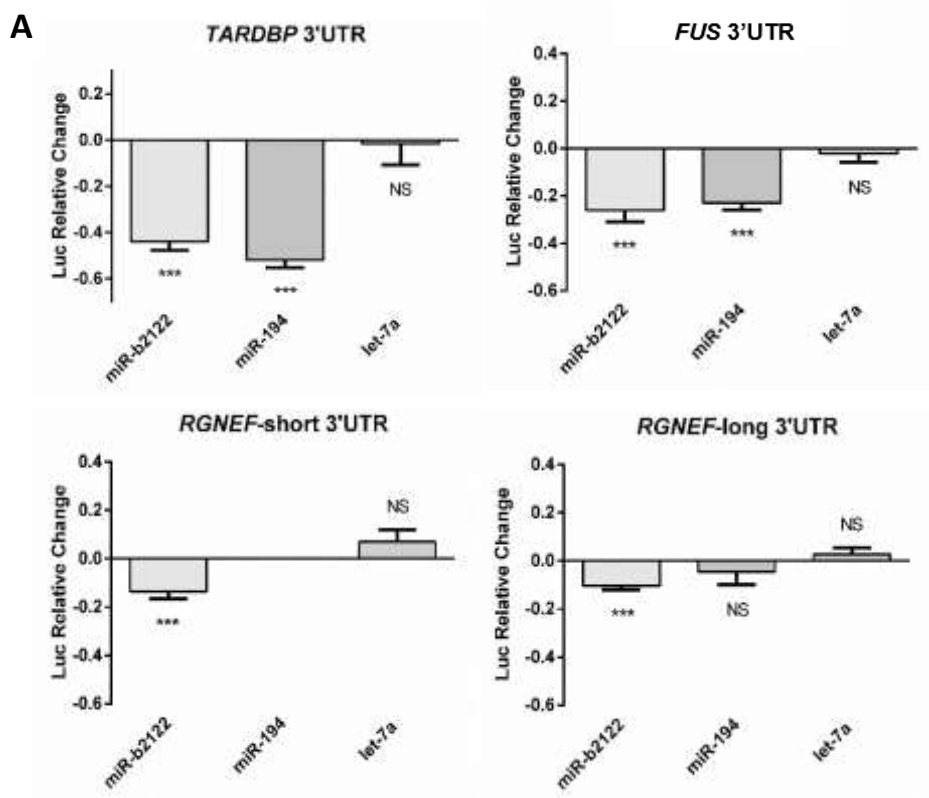 A
TARDBP 3'UTR
Luc Relative Change
0.2
0.0
-0.2
-0.4
-0.6
***
***
NS
miR-b2122
miR-194
let-7a
FUS 3’UTR
Luc Relative Change
0.4
0.2
0.0
-0.2
-0.4
-0.6
***
***
NS
miR-b2122
miR-194
let-7a
RGNEF-short 3'UTR
Luc Relative Change
0.4
0.2
0.0
-0.2
-0.4
-0.6
***
NS
miR-b2122
miR-194
let-7a
RGNEF-long 3'UTR
Luc Relative Change
0.4
0.2
0.0
-0.2
-0.4
-0.6
***
NS
NS
miR-b2122
miR-194
let-7a